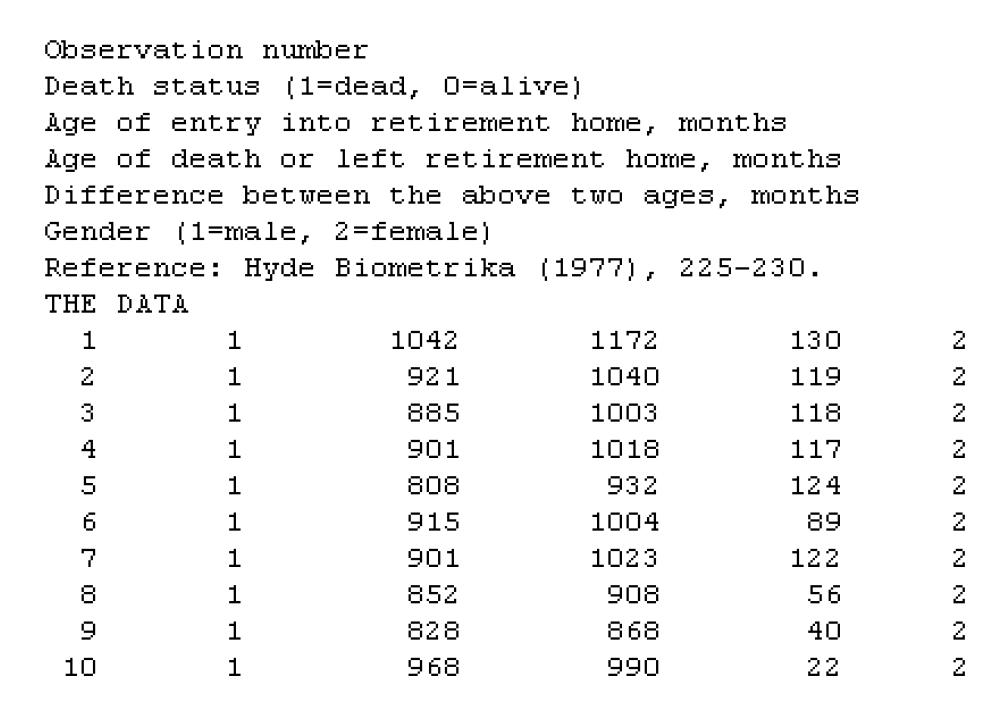 Observation number
Death status (1=dead, 0=alive)
Age of entry into retirement home, months
Age of death or left retirement home, months
Difference between the above two ages, months
Gender (1=male, 2=female)
Reference: Hyde Biometrika (1977), 225-230.
THE DATA
1 1 1042 1172 130 2
2 1 921 1040 119 2
3 1 885 1003 118 2
4 1 901 1018 117 2
5 1 808 932 124 2
6 1 915 1004 89 2
7 1 901 1023 122 2
8 1 852 908 56 2
9 1 828 868 40 2
10 1 968 990 22 2